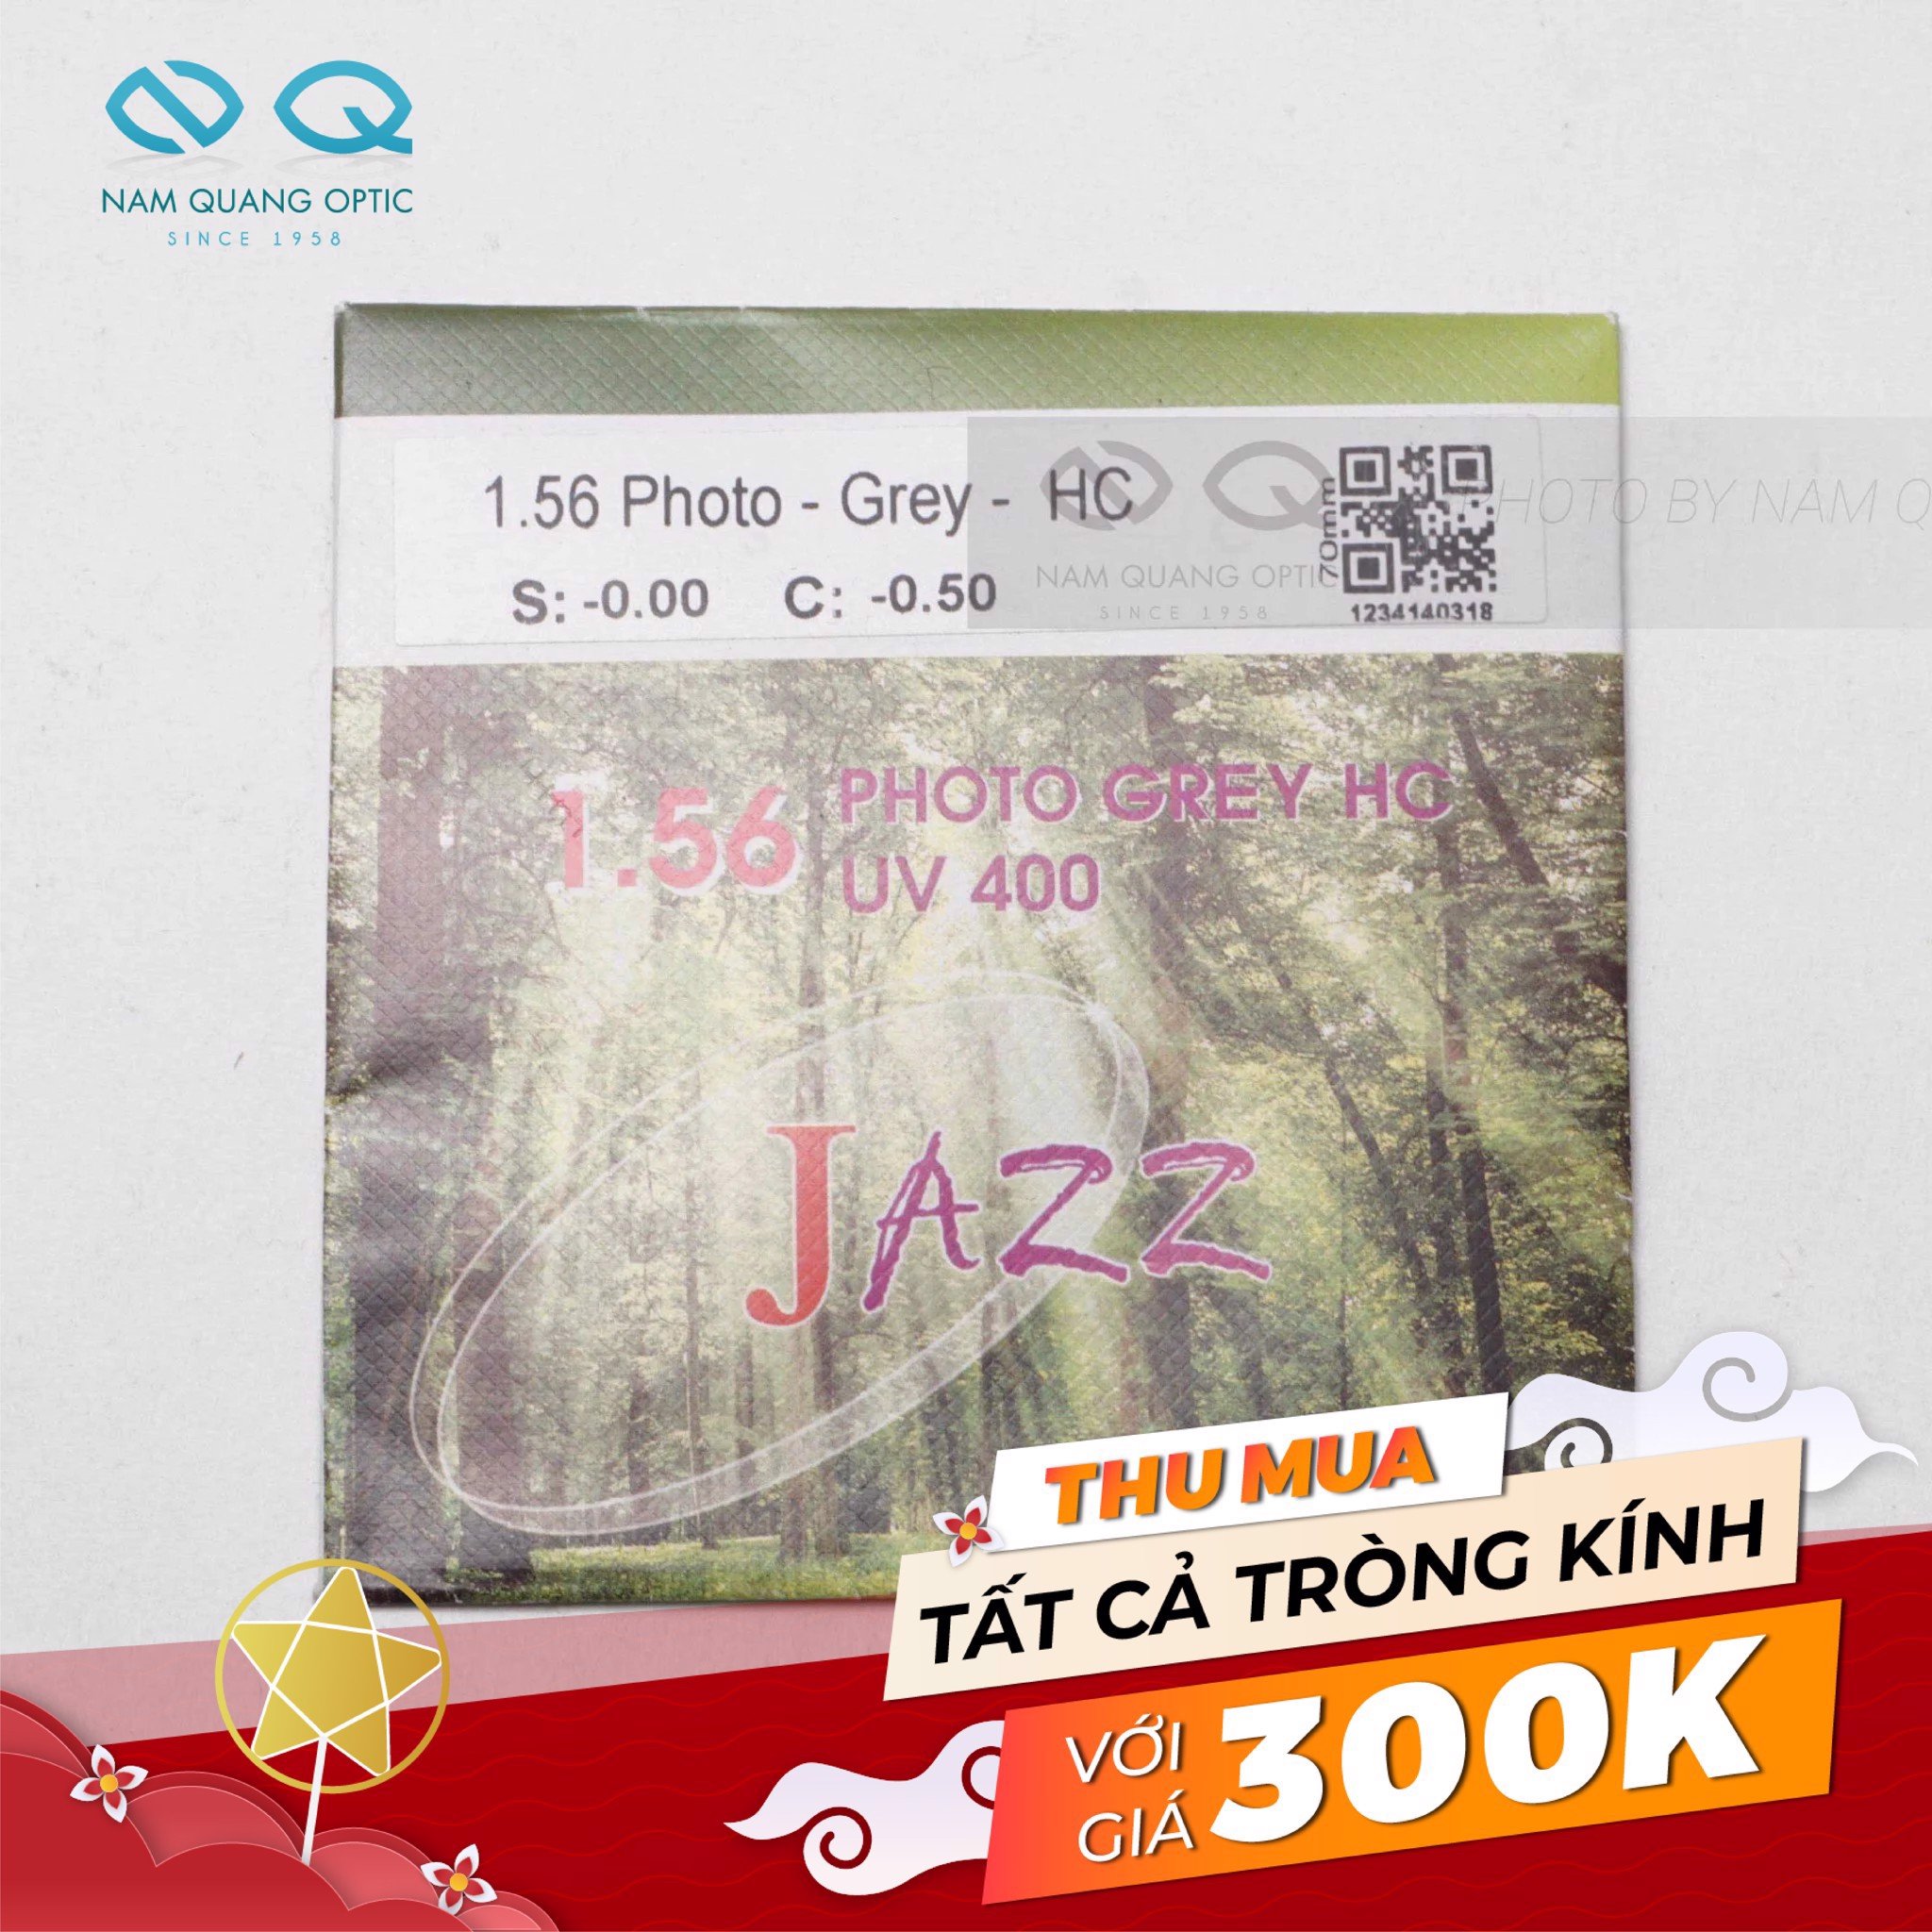 NAM QUANG OPTIC
SINCE 1958
1.56 Photo - Grey - HC
S: -0.00 C: -0.50
70mm
1234140318
NAM QUANG OPTIC
SINCE 1958
PHOTO BY NAM Q
1.56 PHOTO GREY HC
UV 400
JAZZ
THU MUA
TẤT CẢ TRÒNG KÍNH
VỚI GIÁ 300K